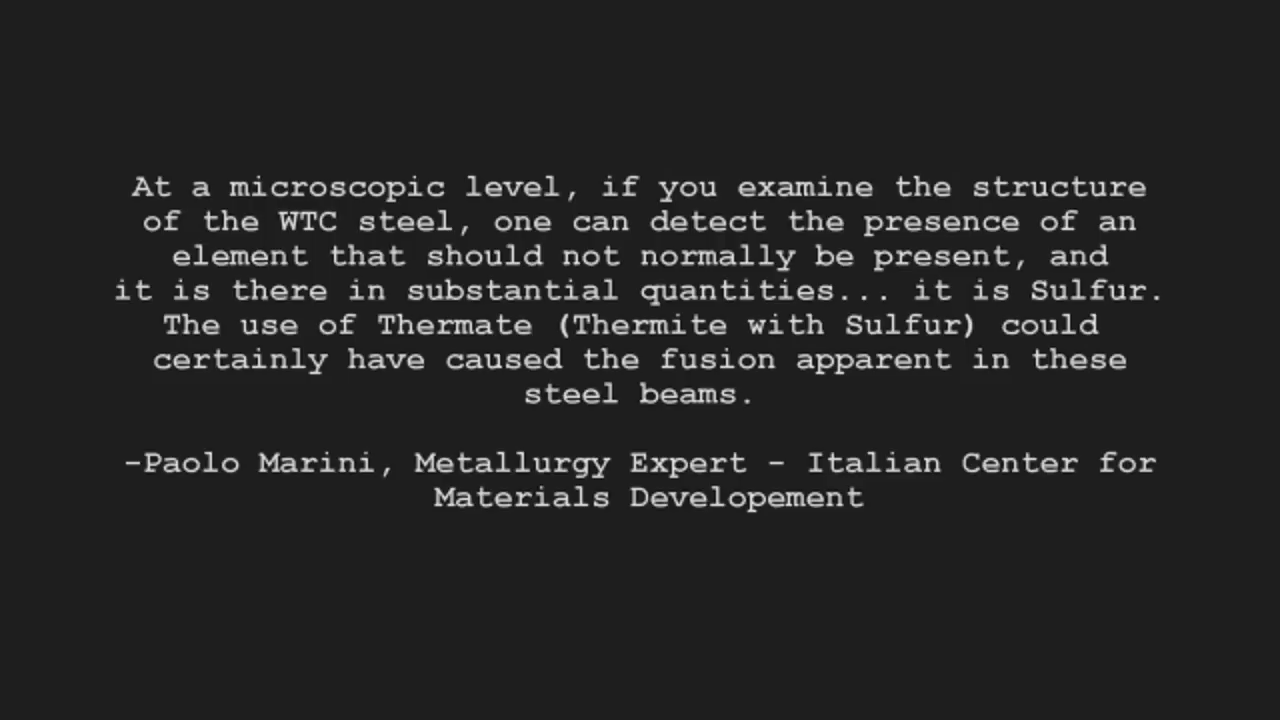 At a microscopic level, if you examine the structure
of the WTC steel, one can detect the presence of an
element that should not normally be present, and
it is there in substantial quantities... it is Sulfur.
The use of Thermate (Thermite with Sulfur) could
certainly have caused the fusion apparent in these
steel beams.
-Paolo Marini, Metallurgy Expert - Italian Center for
Materials Developement